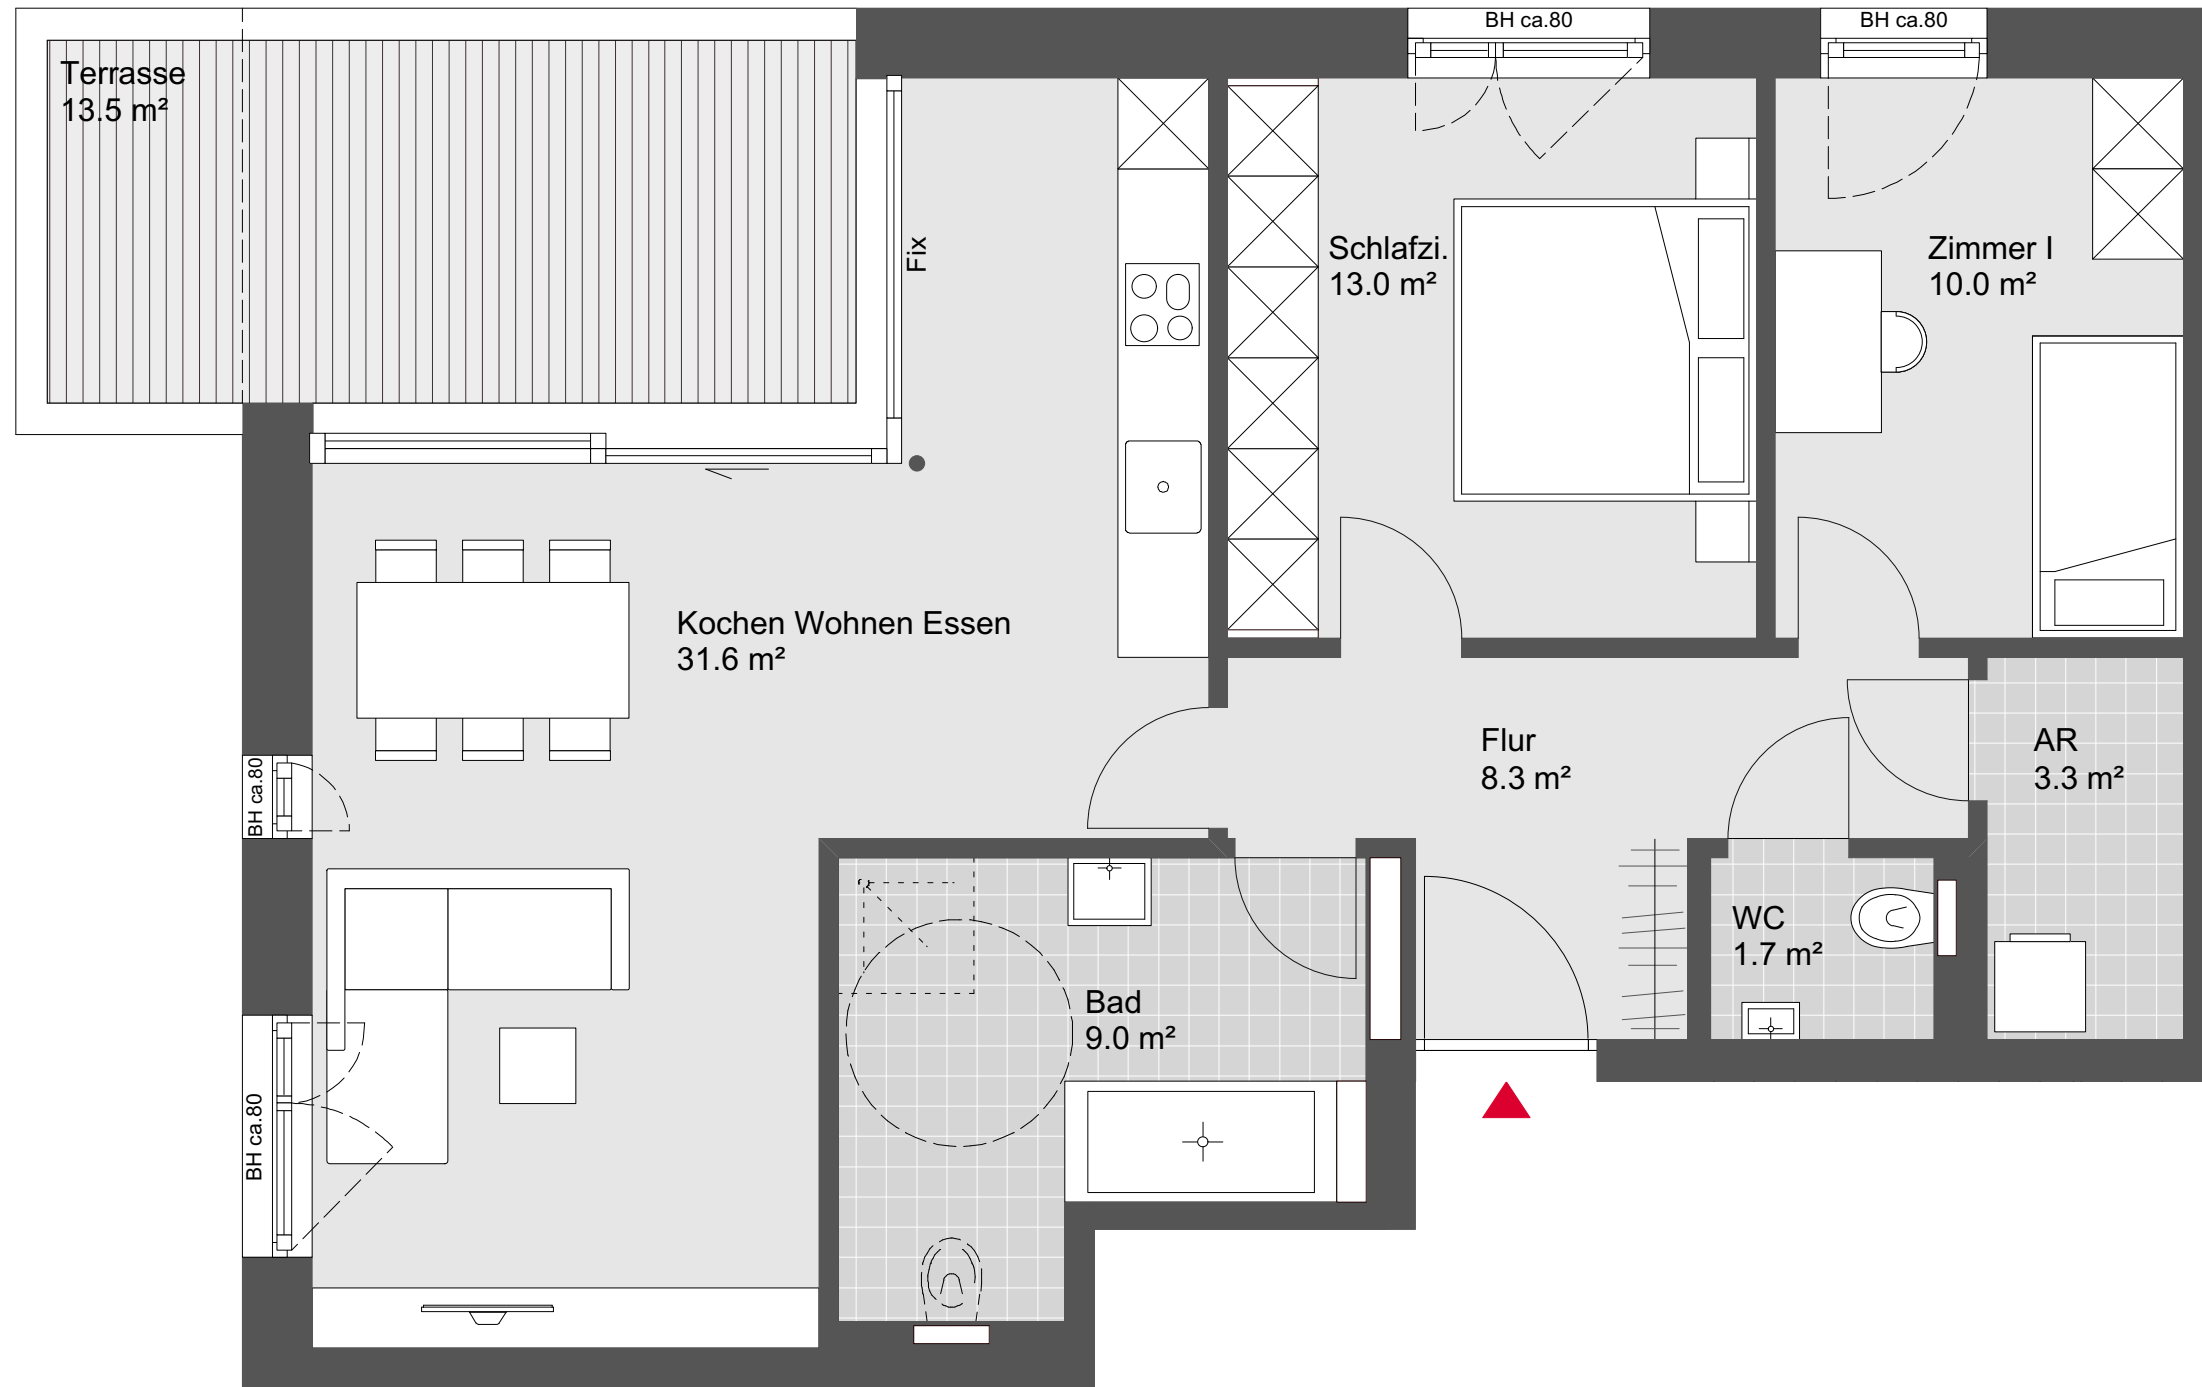 BH ca.80
BH ca.80
Terrasse
13.5 m²
Fix
Schlafzi.
13.0 m²
Zimmer I
10.0 m²
Kochen Wohnen Essen
31.6 m²
Flur
8.3 m²
AR
3.3 m²
BH ca.80
WC
1.7 m²
Bad
9.0 m²
BH ca.80